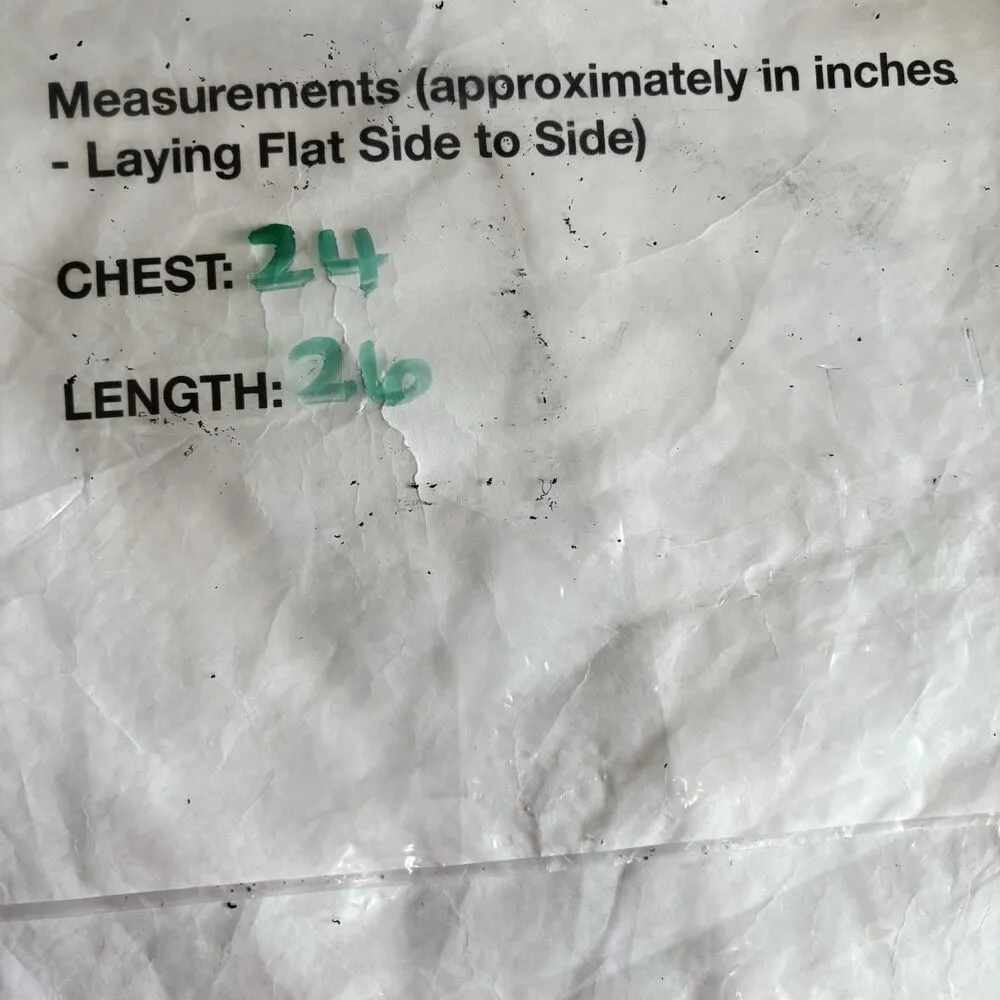 Measurements (approximately in inches
- Laying Flat Side to Side)
CHEST: 24
LENGTH: 26